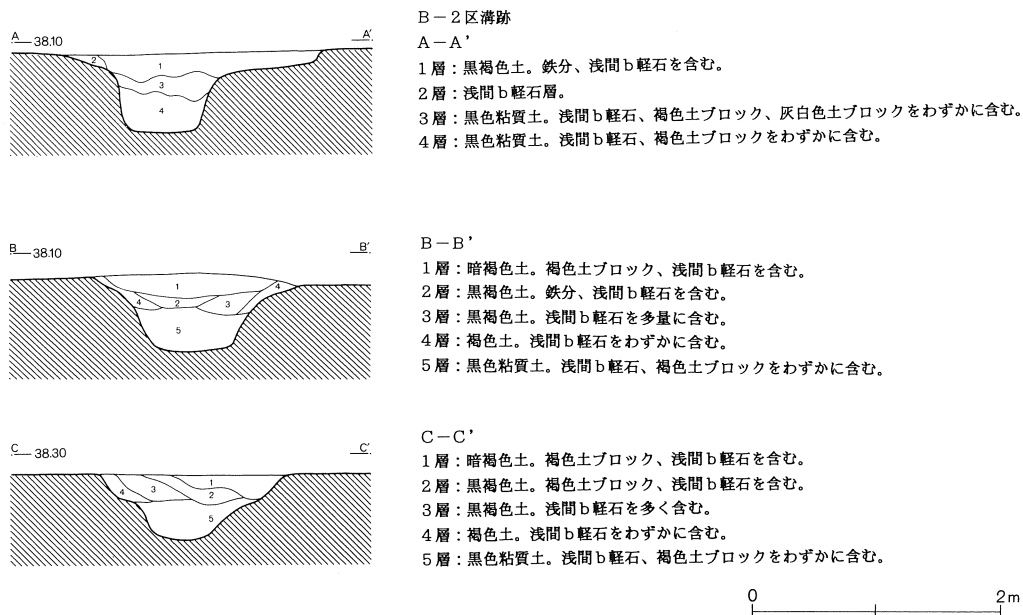 B－2区溝跡
A－A’
1層：黒褐色土。鉄分、浅間b軽石を含む。
2層：浅間b軽石層。
3層：黒色粘質土。浅間b軽石、褐色土ブロック、灰白色土ブロックをわずかに含む。
4層：黒色粘質土。浅間b軽石、褐色土ブロックをわずかに含む。
A 38.10 A'
2 1
3
4
B－B’
1層：暗褐色土。褐色土ブロック、浅間b軽石を含む。
2層：黒褐色土。鉄分、浅間b軽石を含む。
3層：黒褐色土。浅間b軽石を多量に含む。
4層：褐色土。浅間b軽石をわずかに含む。
5層：黒色粘質土。浅間b軽石、褐色土ブロックをわずかに含む。
B 38.10 B'
1 4
4 2 3
5
C－C’
1層：暗褐色土。褐色土ブロック、浅間b軽石を含む。
2層：黒褐色土。褐色土ブロック、浅間b軽石を含む。
3層：黒褐色土。浅間b軽石を多く含む。
4層：褐色土。浅間b軽石をわずかに含む。
5層：黒色粘質土。浅間b軽石、褐色土ブロックをわずかに含む。
C 38.30 C'
1
4 3 2
5
0 2m